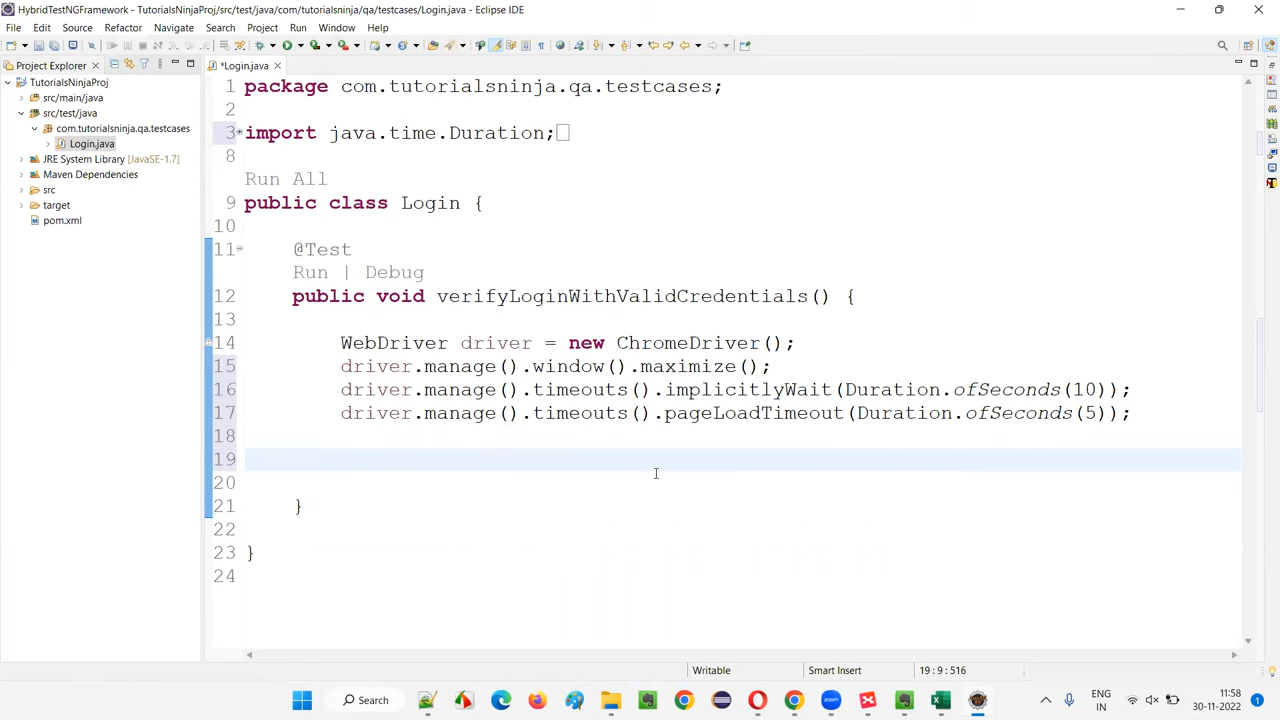 HybridTestNGFramework - TutorialsNinjaProj/src/test/java/com/tutorialsninja/qa/testcases/Login.java - Eclipse IDE
File Edit Source Refactor Navigate Search Project Run Window Help
Project Explorer
*Login.java
TutorialsNinjaProj
src/main/java
src/test/java
com.tutorialsninja.qa.testcases
Login.java
JRE System Library [JavaSE-1.7]
Maven Dependencies
src
target
pom.xml
1 package com.tutorialsninja.qa.testcases;
2
3 import java.time.Duration;
8
Run All
9 public class Login {
10
11 @Test
Run | Debug
12 public void verifyLoginWithValidCredentials() {
13
14 WebDriver driver = new ChromeDriver();
15 driver.manage().window().maximize();
16 driver.manage().timeouts().implicitlyWait(Duration.ofSeconds(10));
17 driver.manage().timeouts().pageLoadTimeout(Duration.ofSeconds(5));
18
19
20
21 }
22
23 }
24
Writable Smart Insert 19:9:516
Search
zoom
ENG
IN
11:58
30-11-2022
1